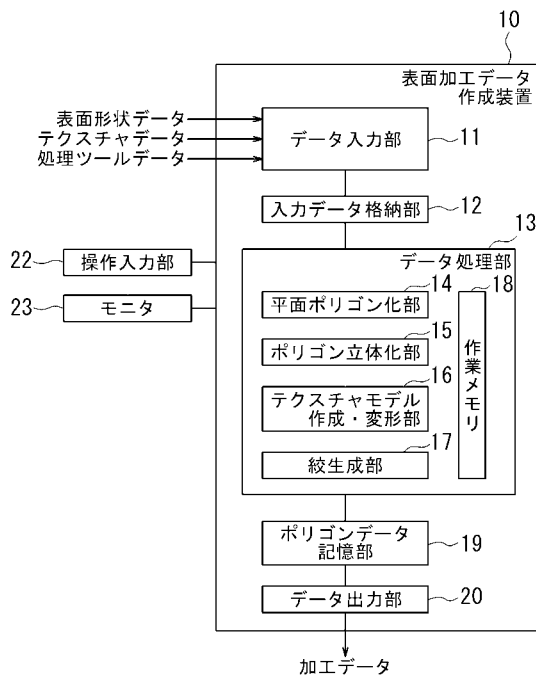 10
表面加工データ
作成装置
表面形状データ
テクスチャデータ
処理ツールデータ
データ入力部
11
入力データ格納部
12
13
データ処理部
22
操作入力部
23
モニタ
14
平面ポリゴン化部
15
ポリゴン立体化部
16
テクスチャモデル
作成・変形部
17
絞生成部
18
作業メモリ
ポリゴンデータ
記憶部
19
データ出力部
20
加工データ